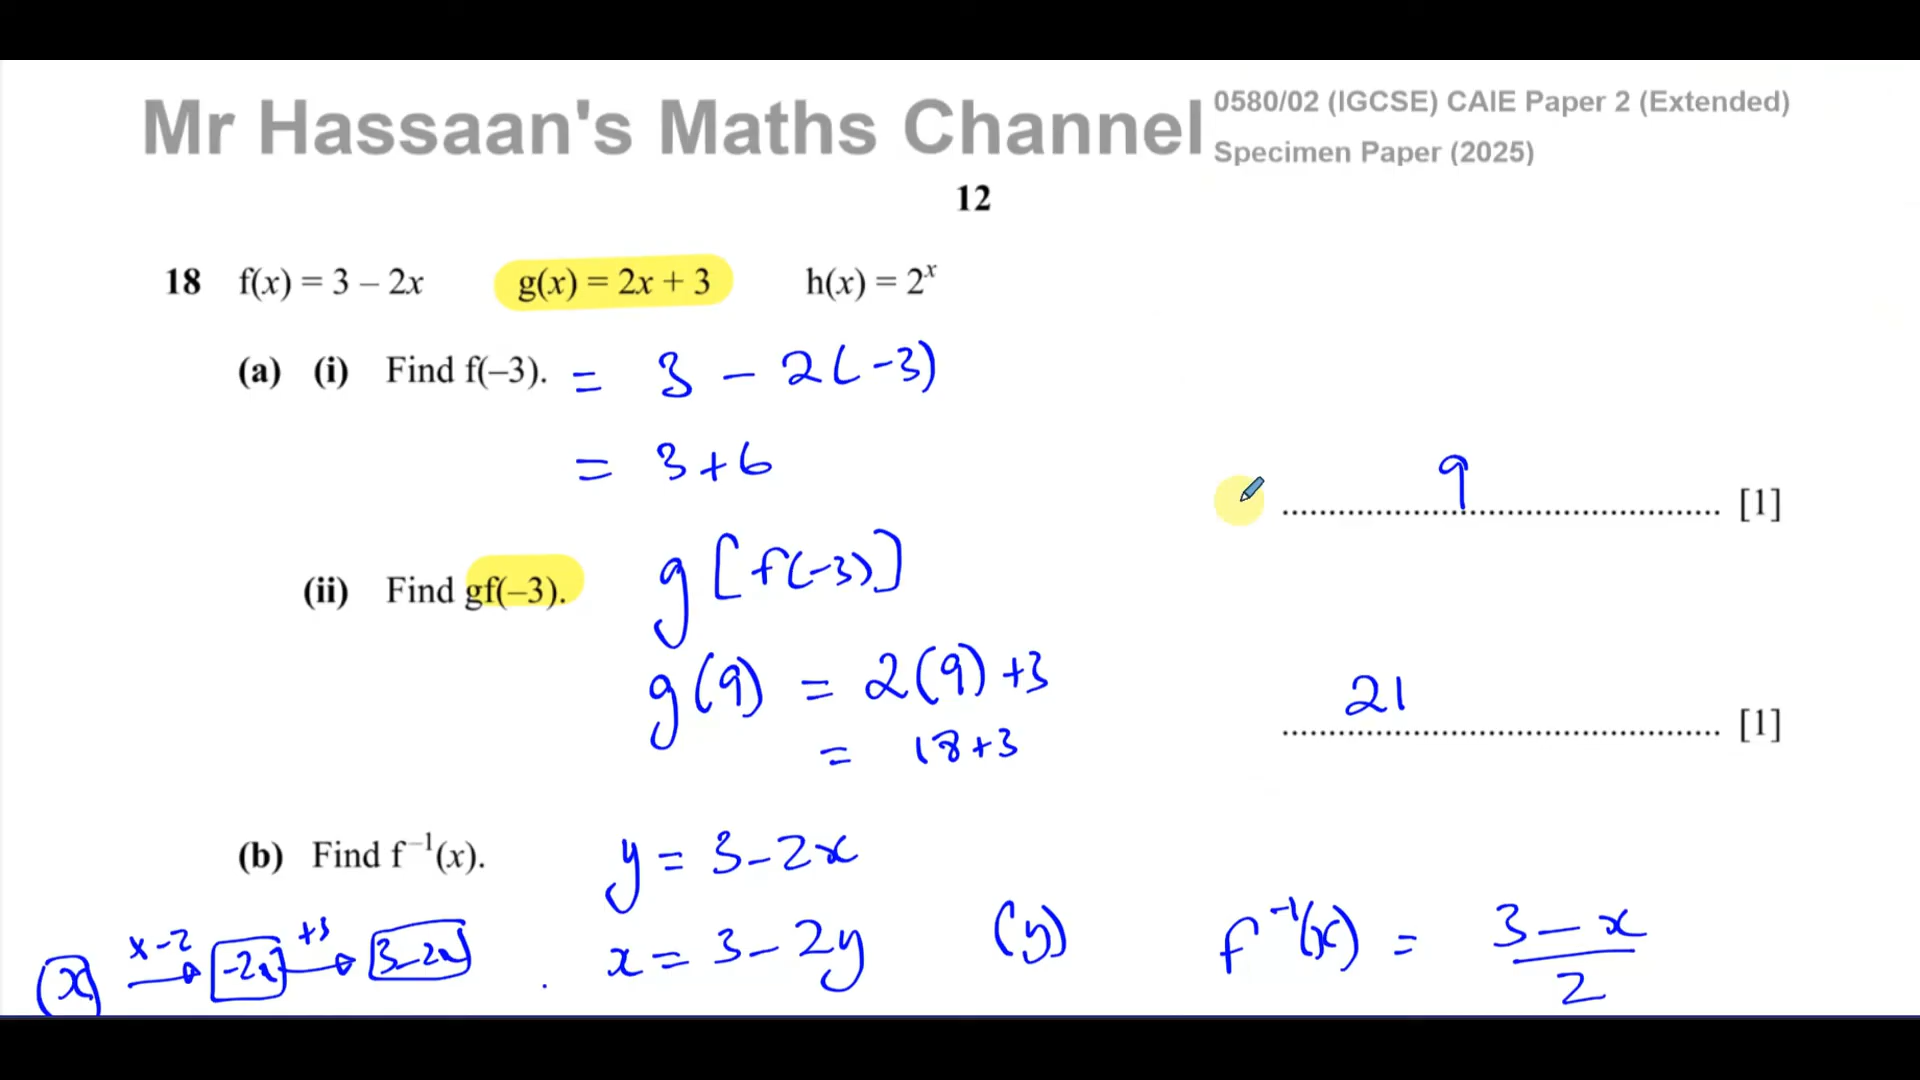 Mr Hassaan's Maths Channel
0580/02 (IGCSE) CAIE Paper 2 (Extended)
Specimen Paper (2025)
12
18 f(x) = 3 – 2x g(x) = 2x + 3 h(x) = 2ˣ
(a) (i) Find f(–3). = 3 – 2(-3)
= 3+6
9
........................................ [1]
(ii) Find gf(–3). g[f(-3)]
g(9) = 2(9)+3
= 18+3
21
........................................ [1]
(b) Find f⁻¹(x). y = 3-2x
(x) x-2 → -2x +3 → 3-2x
x = 3-2y (y) f⁻¹(x) = 3-x
2